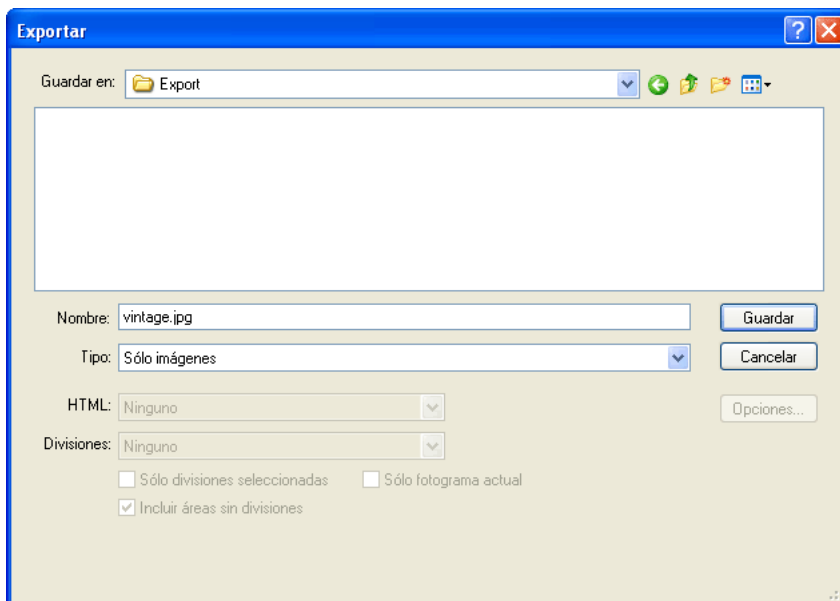 Exportar
Guardar en: Export
Nombre: vintage.jpg Guardar
Tipo: Sólo imágenes Cancelar
HTML: Ninguno Opciones...
Divisiones: Ninguno
Sólo divisiones seleccionadas Sólo fotograma actual
Incluir áreas sin divisiones